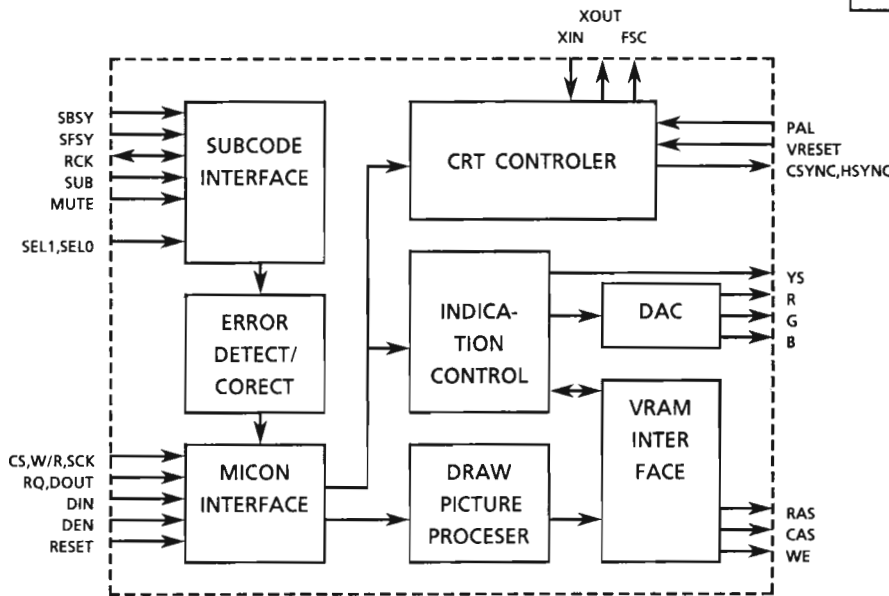 XOUT
XIN
FSC
SBSY
SFSY
RCK
SUB
MUTE
SEL1,SEL0
SUBCODE
INTERFACE
CRT CONTROLER
PAL
VRESET
CSYNC,HSYNC
ERROR
DETECT/
CORECT
INDICA-
TION
CONTROL
DAC
YS
R
G
B
CS,W/R,SCK
RQ,DOUT
DIN
DEN
RESET
MICON
INTERFACE
DRAW
PICTURE
PROCESER
VRAM
INTER
FACE
RAS
CAS
WE